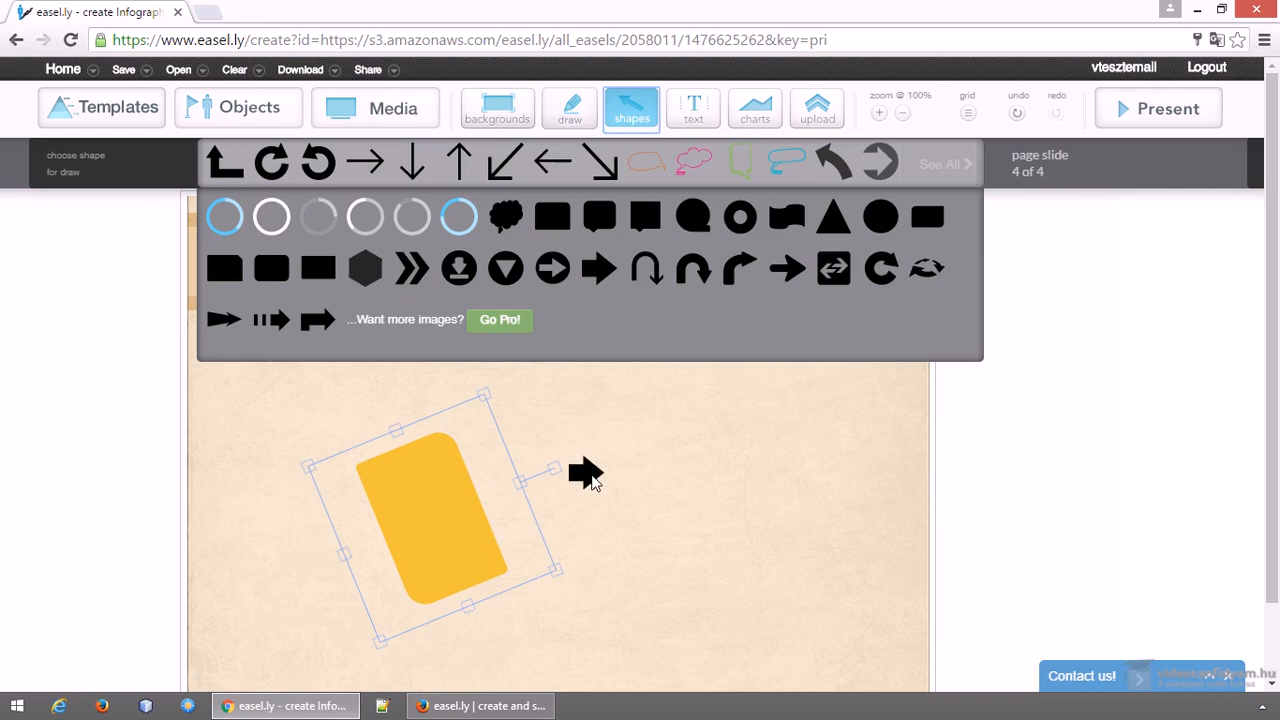 easel.ly - create Infograph
https://www.easel.ly/create?id=https://s3.amazonaws.com/easel.ly/all_easels/2058011/1476625262&key=pri
Home Save Open Clear Download Share vtesztemail Logout
Templates Objects Media backgrounds draw shapes text charts upload zoom @ 100% grid undo redo Present
choose shape
for draw
See All
page slide
4 of 4
...Want more images? Go Pro!
Contact us!
easel.ly - create Info...
easel.ly | create and s...